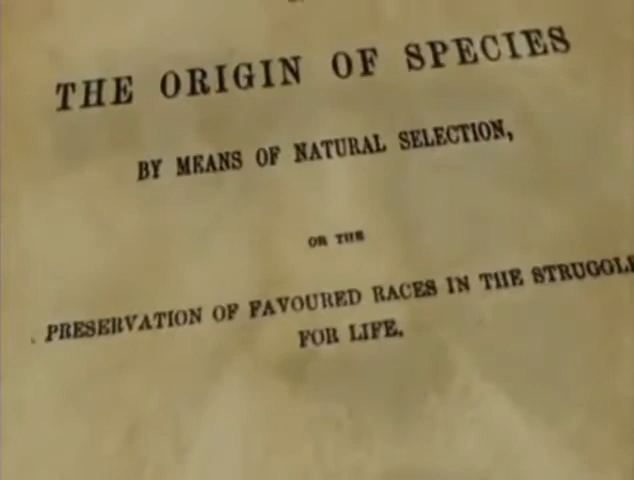 THE ORIGIN OF SPECIES
BY MEANS OF NATURAL SELECTION,
OR THE
PRESERVATION OF FAVOURED RACES IN THE STRUGGLE
FOR LIFE.